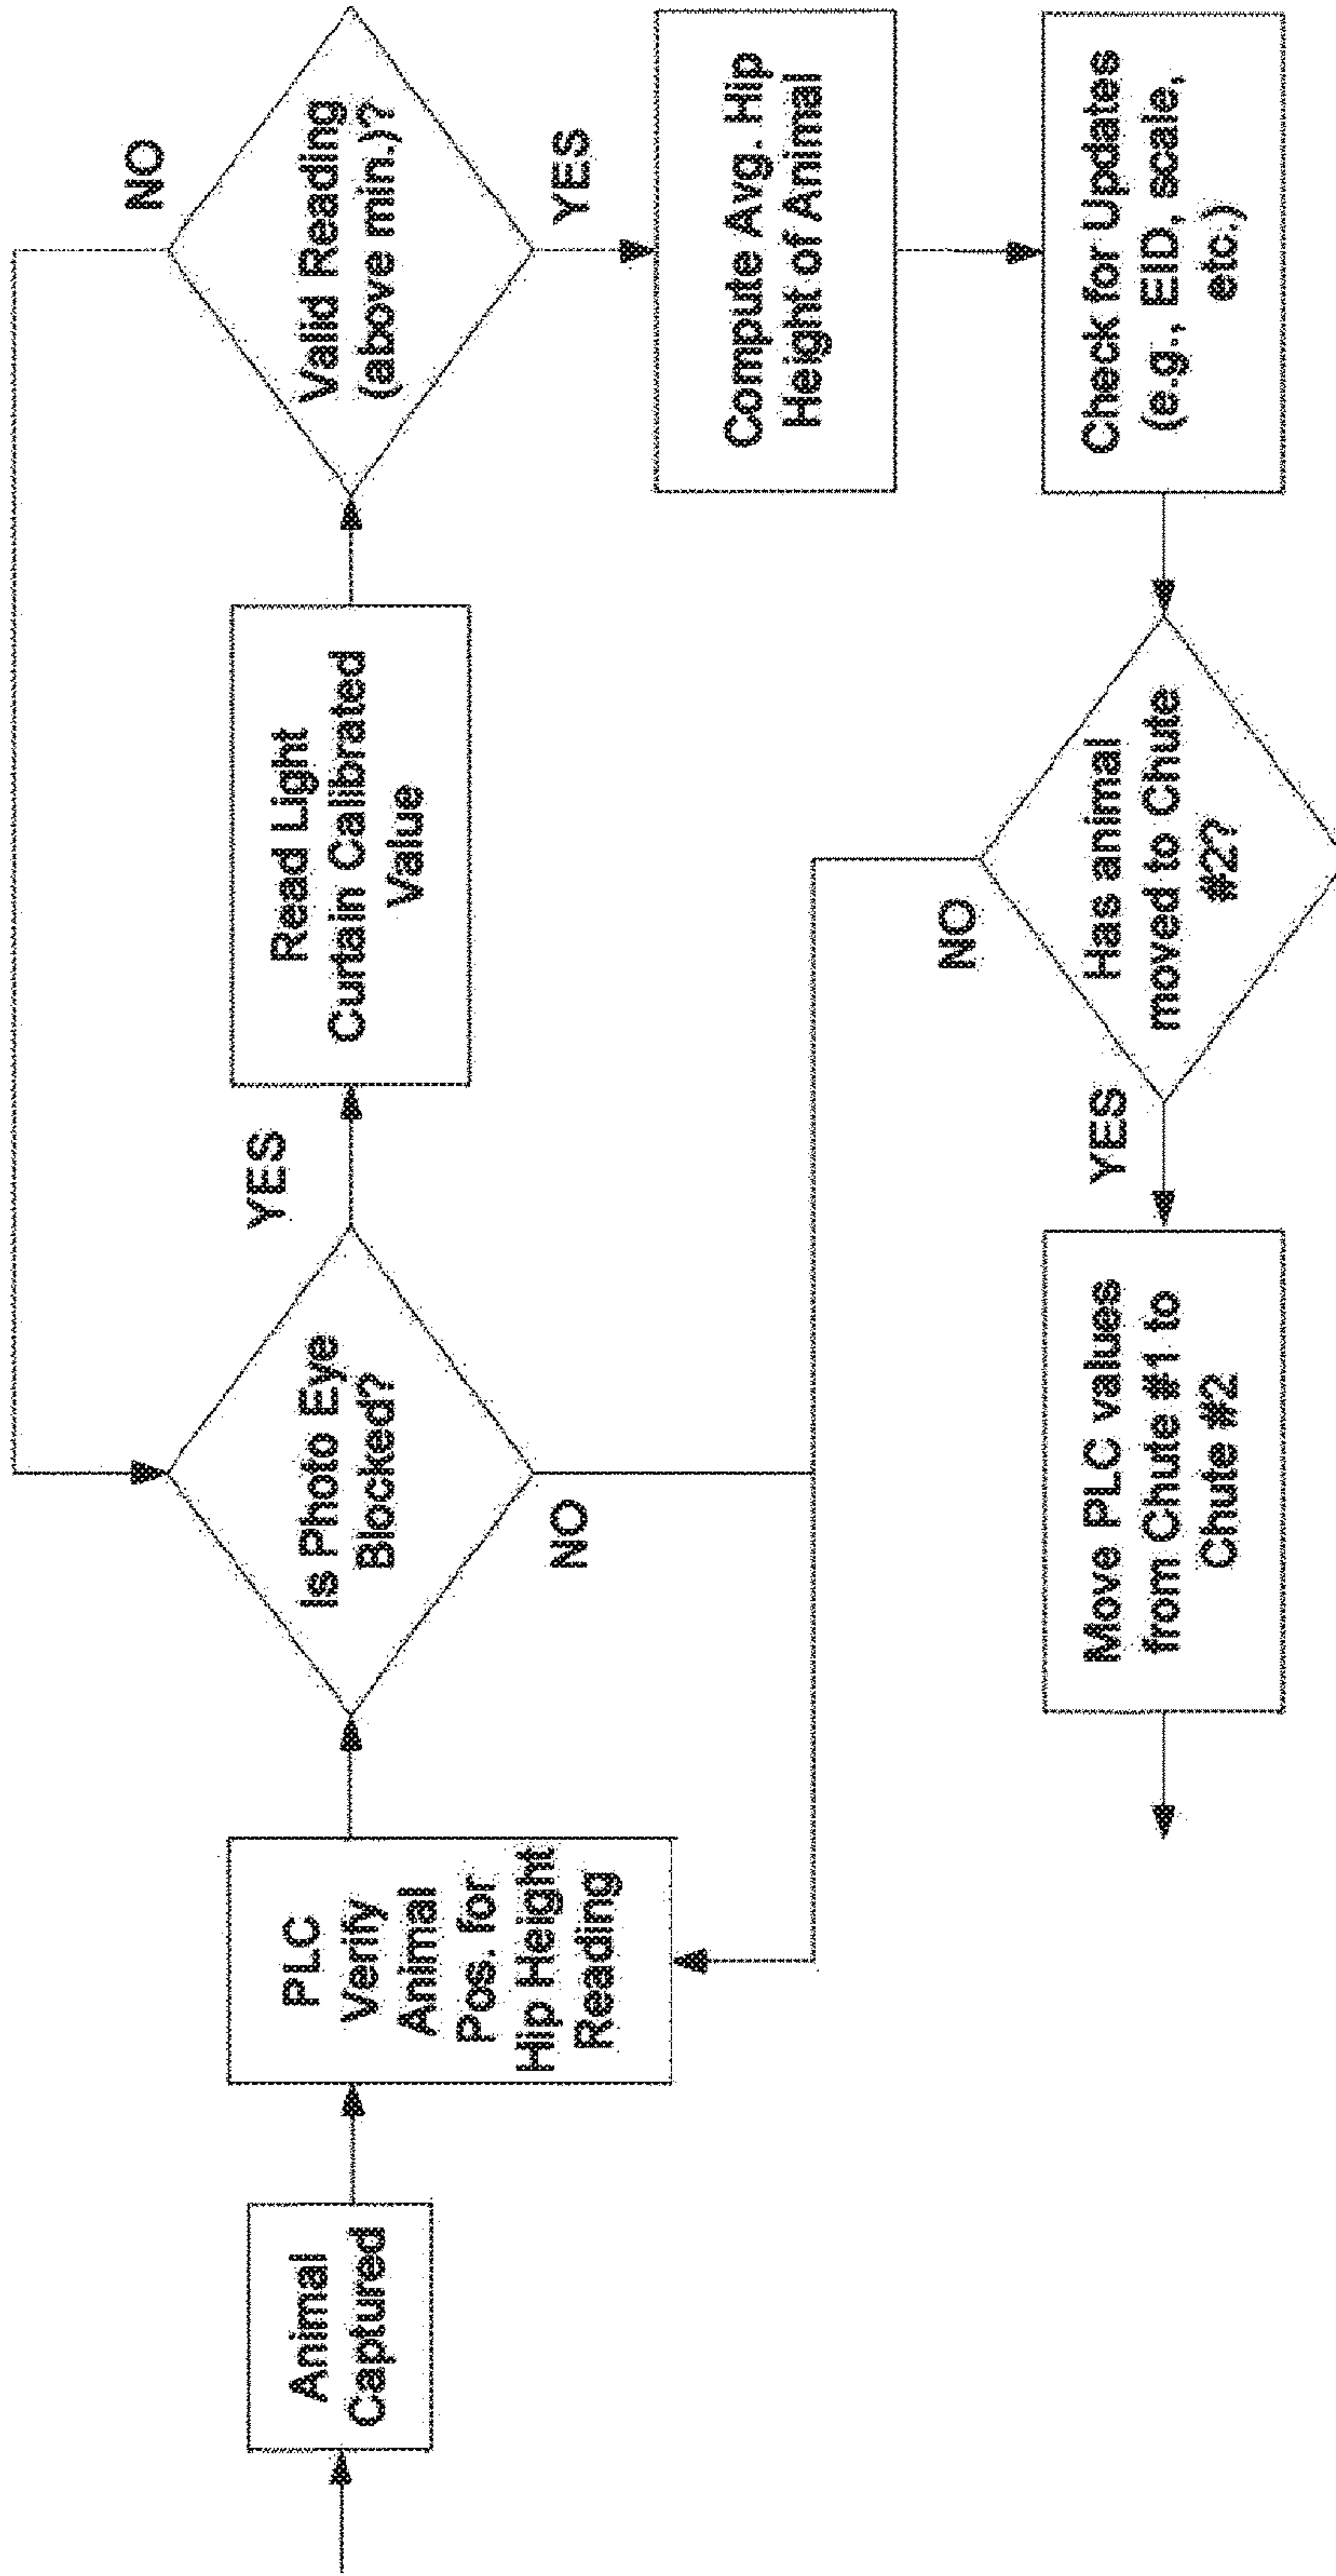 Animal
Captured
PLC
Verify
Animal
Pos. for
Hip Height
Reading
Is Photo Eye
Blocked?
YES
NO
Read Light
Curtain Calibrated
Value
Valid Reading
(above min.)?
NO
YES
Compute Avg. Hip
Height of Animal
Check for Updates
(e.g., EID, scale,
etc.)
Has animal
moved to Chute
#2?
NO
YES
Move PLC values
from Chute #1 to
Chute #2